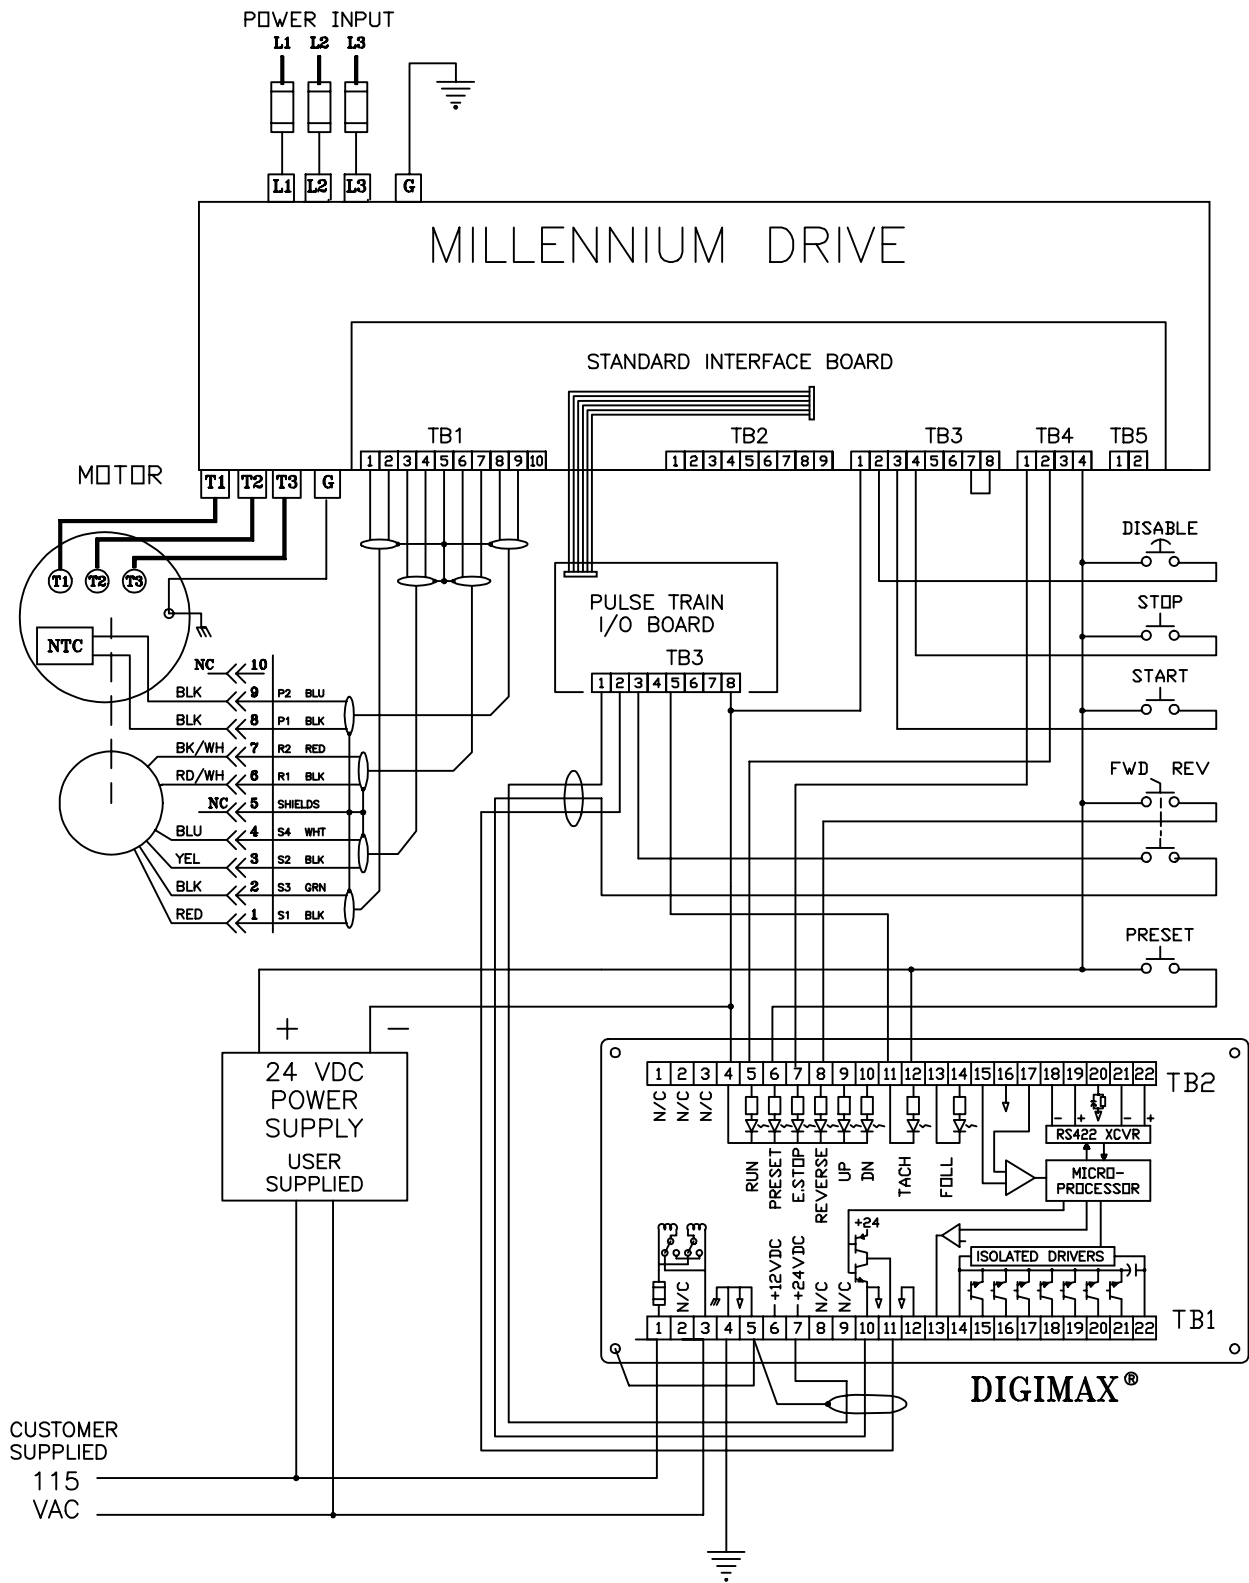 POWER INPUT
L1 L2 L3
L1 L2 L3 G
MILLENNIUM DRIVE
STANDARD INTERFACE BOARD
TB1 TB2 TB3 TB4 TB5
1 2 3 4 5 6 7 8 9 10
1 2 3 4 5 6 7 8 9
1 2 3 4 5 6 7 8
1 2 3 4
1 2
MOTOR
T1 T2 T3 G
T1 T2 T3
NTC
DISABLE
STOP
START
FWD REV
PRESET
PULSE TRAIN
I/O BOARD
TB3
1 2 3 4 5 6 7 8
NC 10
BLK 9 P2 BLU
BLK 8 P1 BLK
BK/WH 7 R2 RED
RD/WH 6 R1 BLK
NC 5 SHIELDS
BLU 4 S4 WHT
YEL 3 S2 BLK
BLK 2 S3 GRN
RED 1 S1 BLK
+ −
24 VDC
POWER
SUPPLY
USER
SUPPLIED
1 2 3 4 5 6 7 8 9 10 11 12 13 14 15 16 17 18 19 20 21 22
TB2
N/C N/C N/C
− + − +
RS422 XCVR
RUN
PRESET
E.STOP
REVERSE
UP
DN
TACH
FOLL
MICRO-
PROCESSOR
+24
ISOLATED DRIVERS
N/C
+12VDC
+24VDC
N/C
N/C
1 2 3 4 5 6 7 8 9 10 11 12 13 14 15 16 17 18 19 20 21 22
TB1
DIGIMAX®
CUSTOMER
SUPPLIED
115
VAC